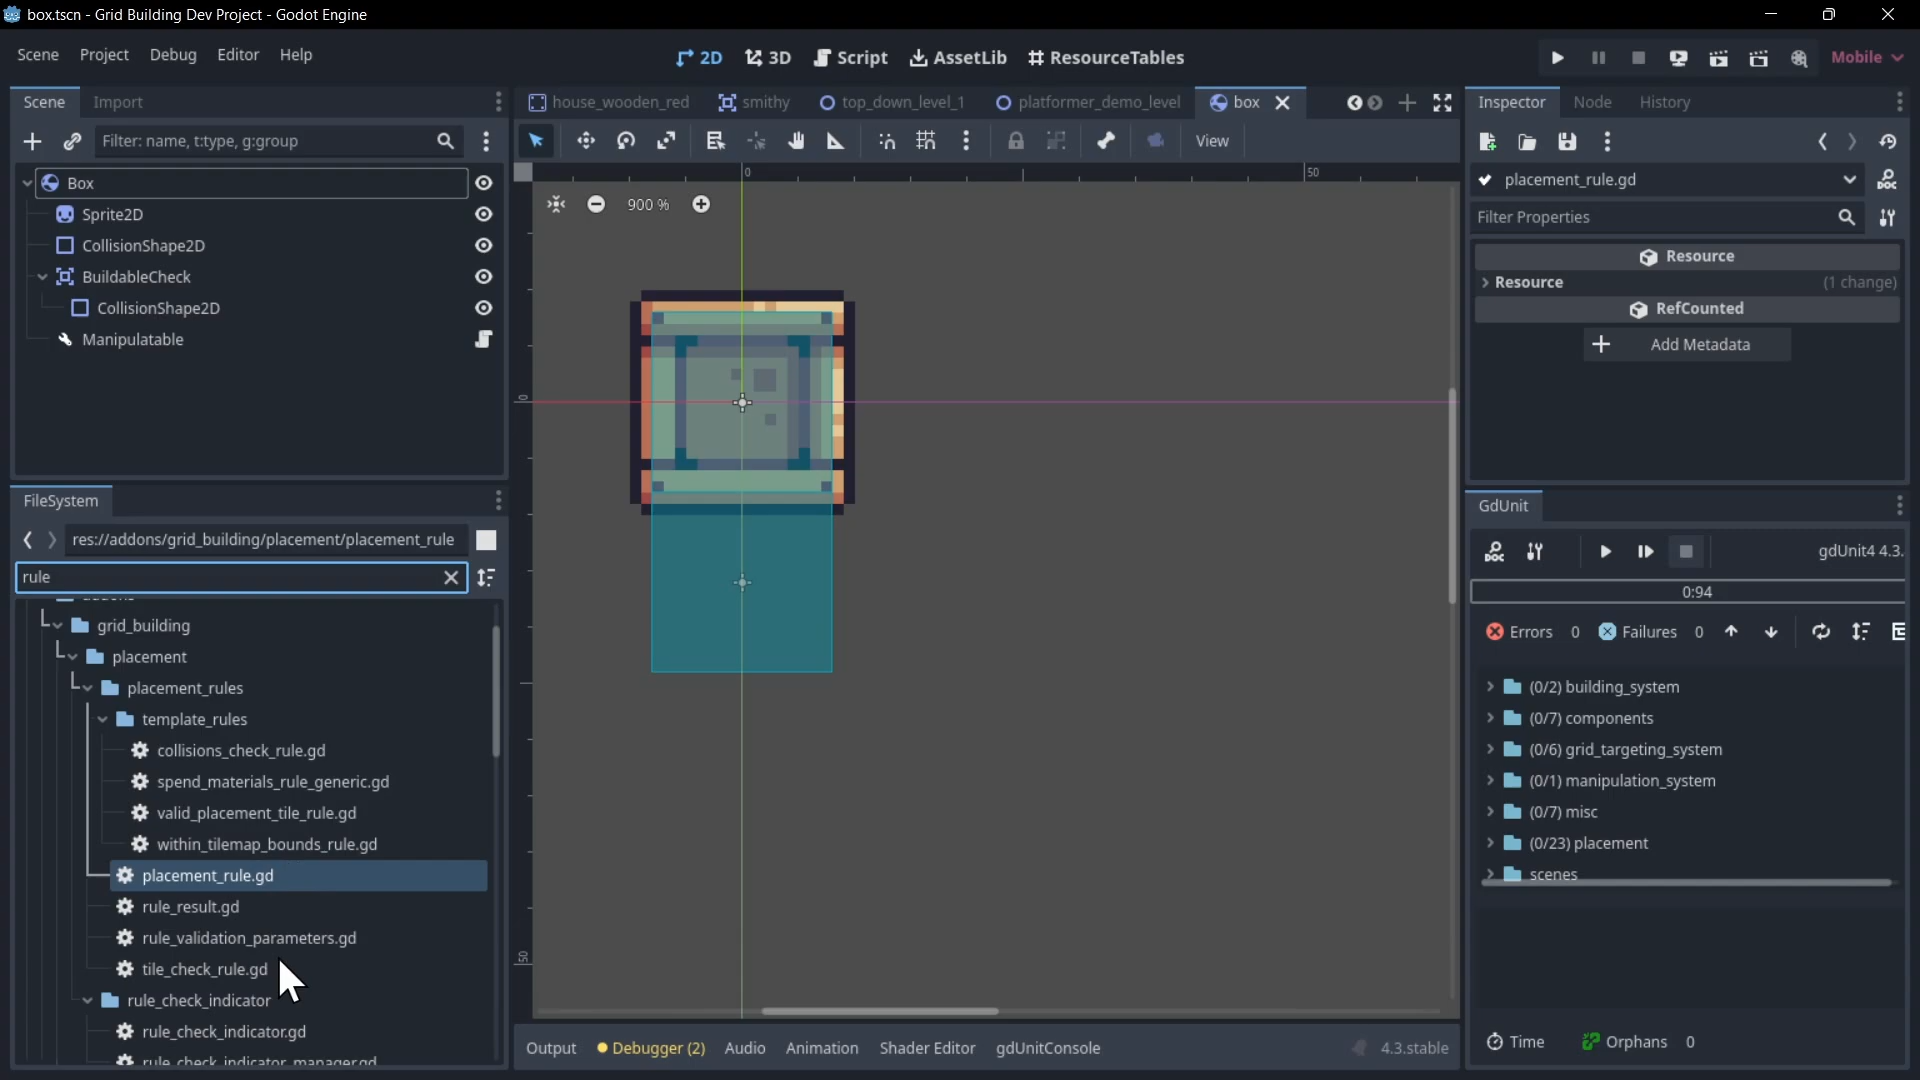 box.tscn - Grid Building Dev Project - Godot Engine
Scene Project Debug Editor Help
2D 3D Script AssetLib ResourceTables
Mobile
Scene Import
Filter: name, t:type, g:group
Box
Sprite2D
CollisionShape2D
BuildableCheck
CollisionShape2D
Manipulatable
FileSystem
res://addons/grid_building/placement/placement_rule
rule
addons
grid_building
placement
placement_rules
template_rules
collisions_check_rule.gd
spend_materials_rule_generic.gd
valid_placement_tile_rule.gd
within_tilemap_bounds_rule.gd
placement_rule.gd
rule_result.gd
rule_validation_parameters.gd
tile_check_rule.gd
rule_check_indicator
rule_check_indicator.gd
rule_check_indicator_manager.gd
house_wooden_red smithy top_down_level_1 platformer_demo_level box
View
0 50
900 %
0
50
Output Debugger (2) Audio Animation Shader Editor gdUnitConsole 4.3.stable
Inspector Node History
placement_rule.gd
Filter Properties
Resource
Resource (1 change)
RefCounted
Add Metadata
GdUnit
gdUnit4 4.3.
0:94
Errors 0 Failures 0
(0/2) building_system
(0/7) components
(0/6) grid_targeting_system
(0/1) manipulation_system
(0/7) misc
(0/23) placement
scenes
Time Orphans 0